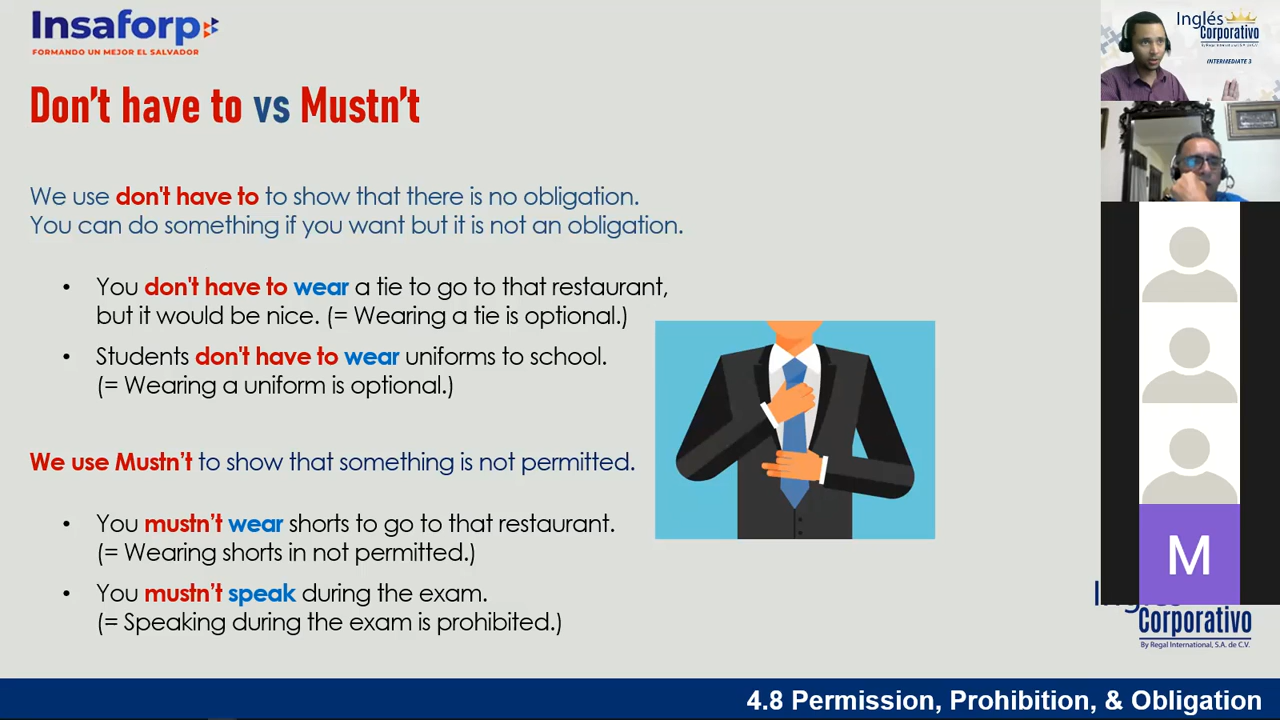 Insaforp
FORMANDO UN MEJOR EL SALVADOR
Don't have to vs Mustn't
We use don't have to to show that there is no obligation.
You can do something if you want but it is not an obligation.
• You don't have to wear a tie to go to that restaurant,
but it would be nice. (= Wearing a tie is optional.)
• Students don't have to wear uniforms to school.
(= Wearing a uniform is optional.)
We use Mustn't to show that something is not permitted.
• You mustn't wear shorts to go to that restaurant.
(= Wearing shorts in not permitted.)
• You mustn't speak during the exam.
(= Speaking during the exam is prohibited.)
Inglés
Corporativo
By Regal International, S.A. de C.V.
INTERMEDIATE 3
M
Corporativo
By Regal International, S.A. de C.V.
4.8 Permission, Prohibition, & Obligation